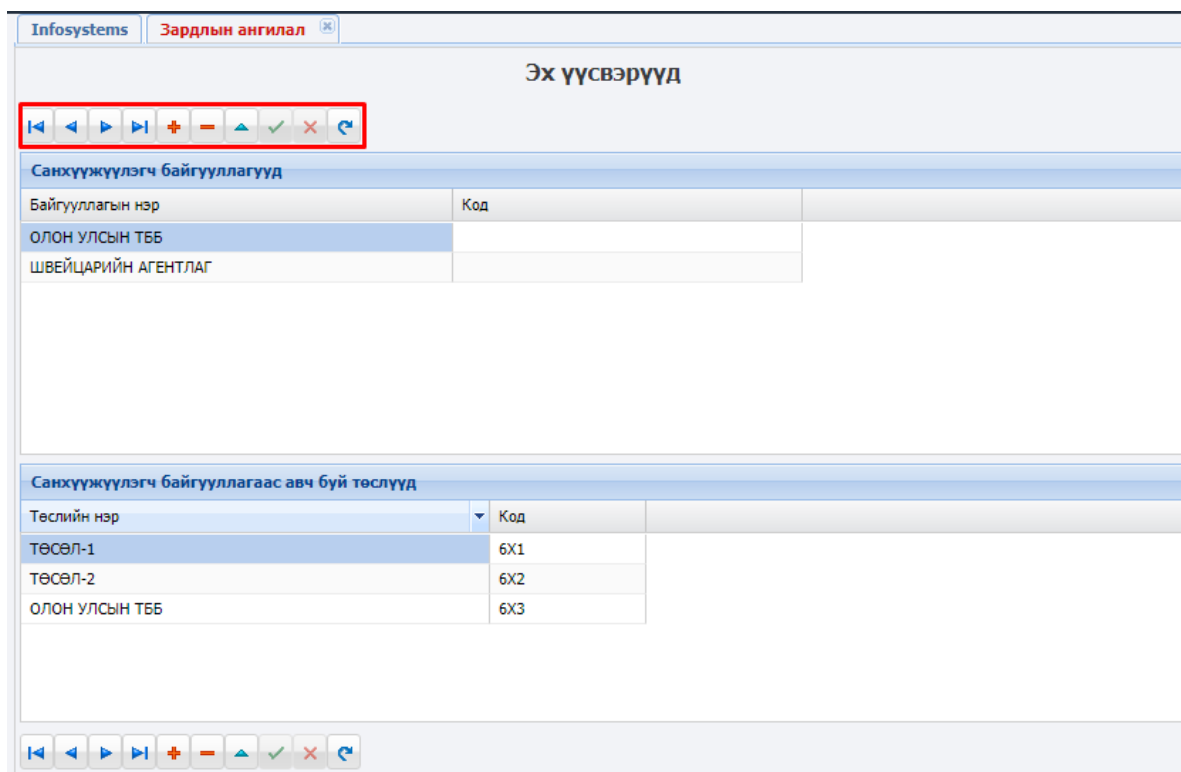 Infosystems Зардлын ангилал
Эх үүсвэрүүд
Санхүүжүүлэгч байгууллагууд
Байгууллагын нэр Код
ОЛОН УЛСЫН ТББ
ШВЕЙЦАРИЙН АГЕНТЛАГ
Санхүүжүүлэгч байгууллагаас авч буй төслүүд
Төслийн нэр Код
ТӨСӨЛ-1 6X1
ТӨСӨЛ-2 6X2
ОЛОН УЛСЫН ТББ 6X3